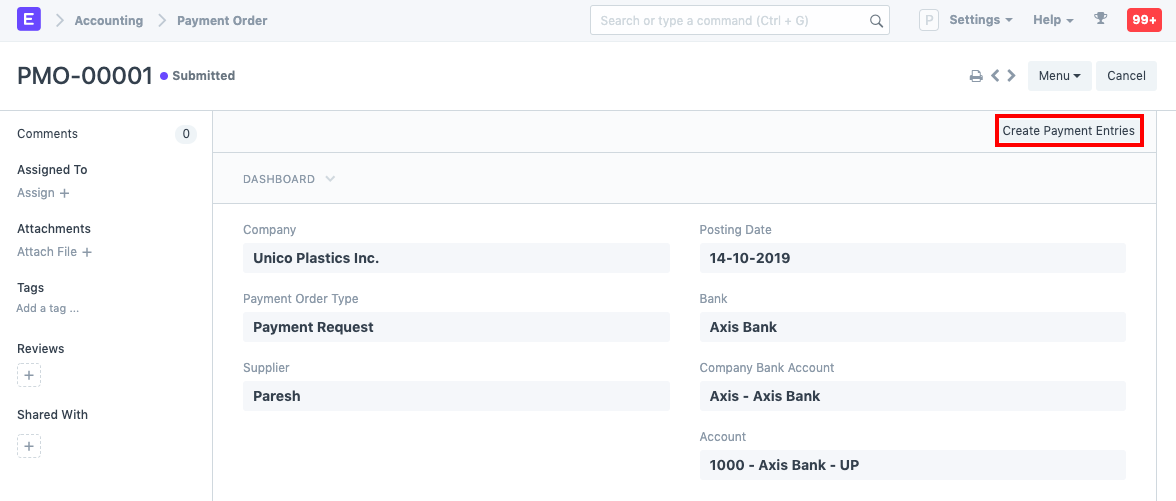 E Accounting Payment Order Search or type a command (Ctrl + G) P Settings Help 99+
PMO-00001 Submitted Menu Cancel
Comments 0
Create Payment Entries
Assigned To
Assign +
DASHBOARD
Attachments
Attach File +
Tags
Add a tag ...
Reviews
+
Shared With
+
Company
Unico Plastics Inc.
Payment Order Type
Payment Request
Supplier
Paresh
Posting Date
14-10-2019
Bank
Axis Bank
Company Bank Account
Axis - Axis Bank
Account
1000 - Axis Bank - UP